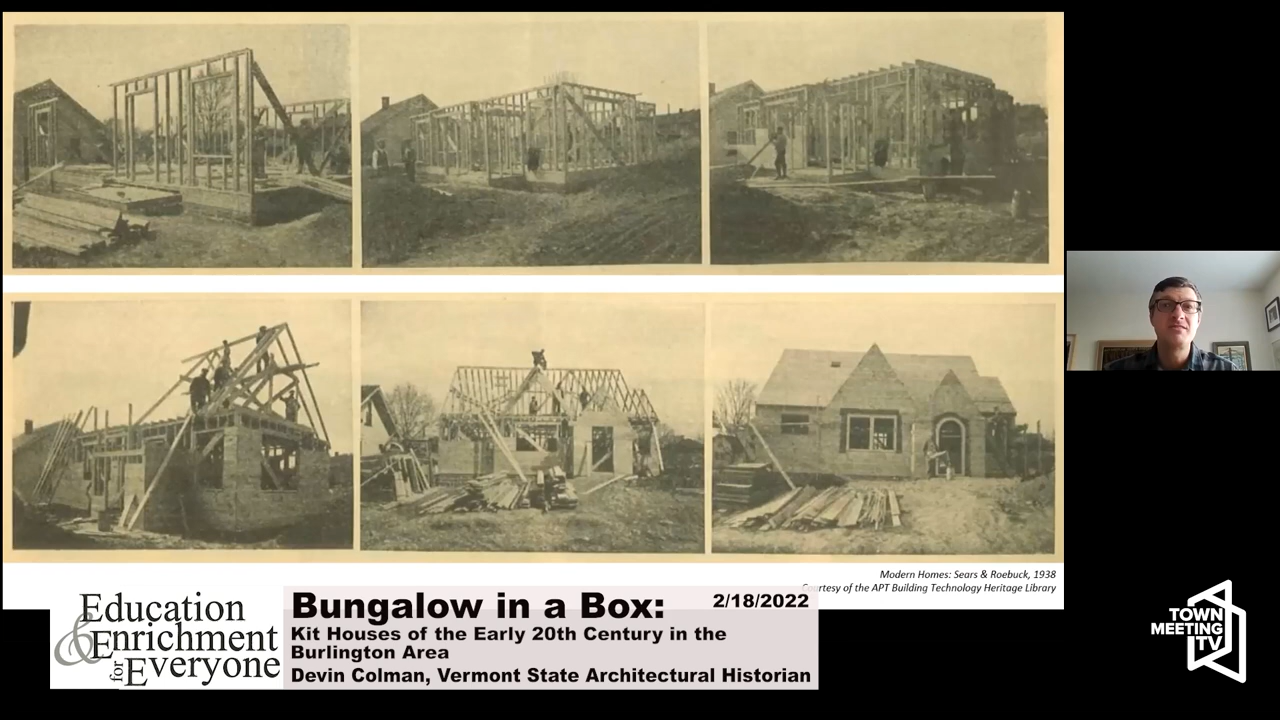 Modern Homes: Sears & Roebuck, 1938
Courtesy of the APT Building Technology Heritage Library
Education
& Enrichment
for Everyone
Bungalow in a Box:
2/18/2022
Kit Houses of the Early 20th Century in the
Burlington Area
Devin Colman, Vermont State Architectural Historian
TOWN
MEETING
TV